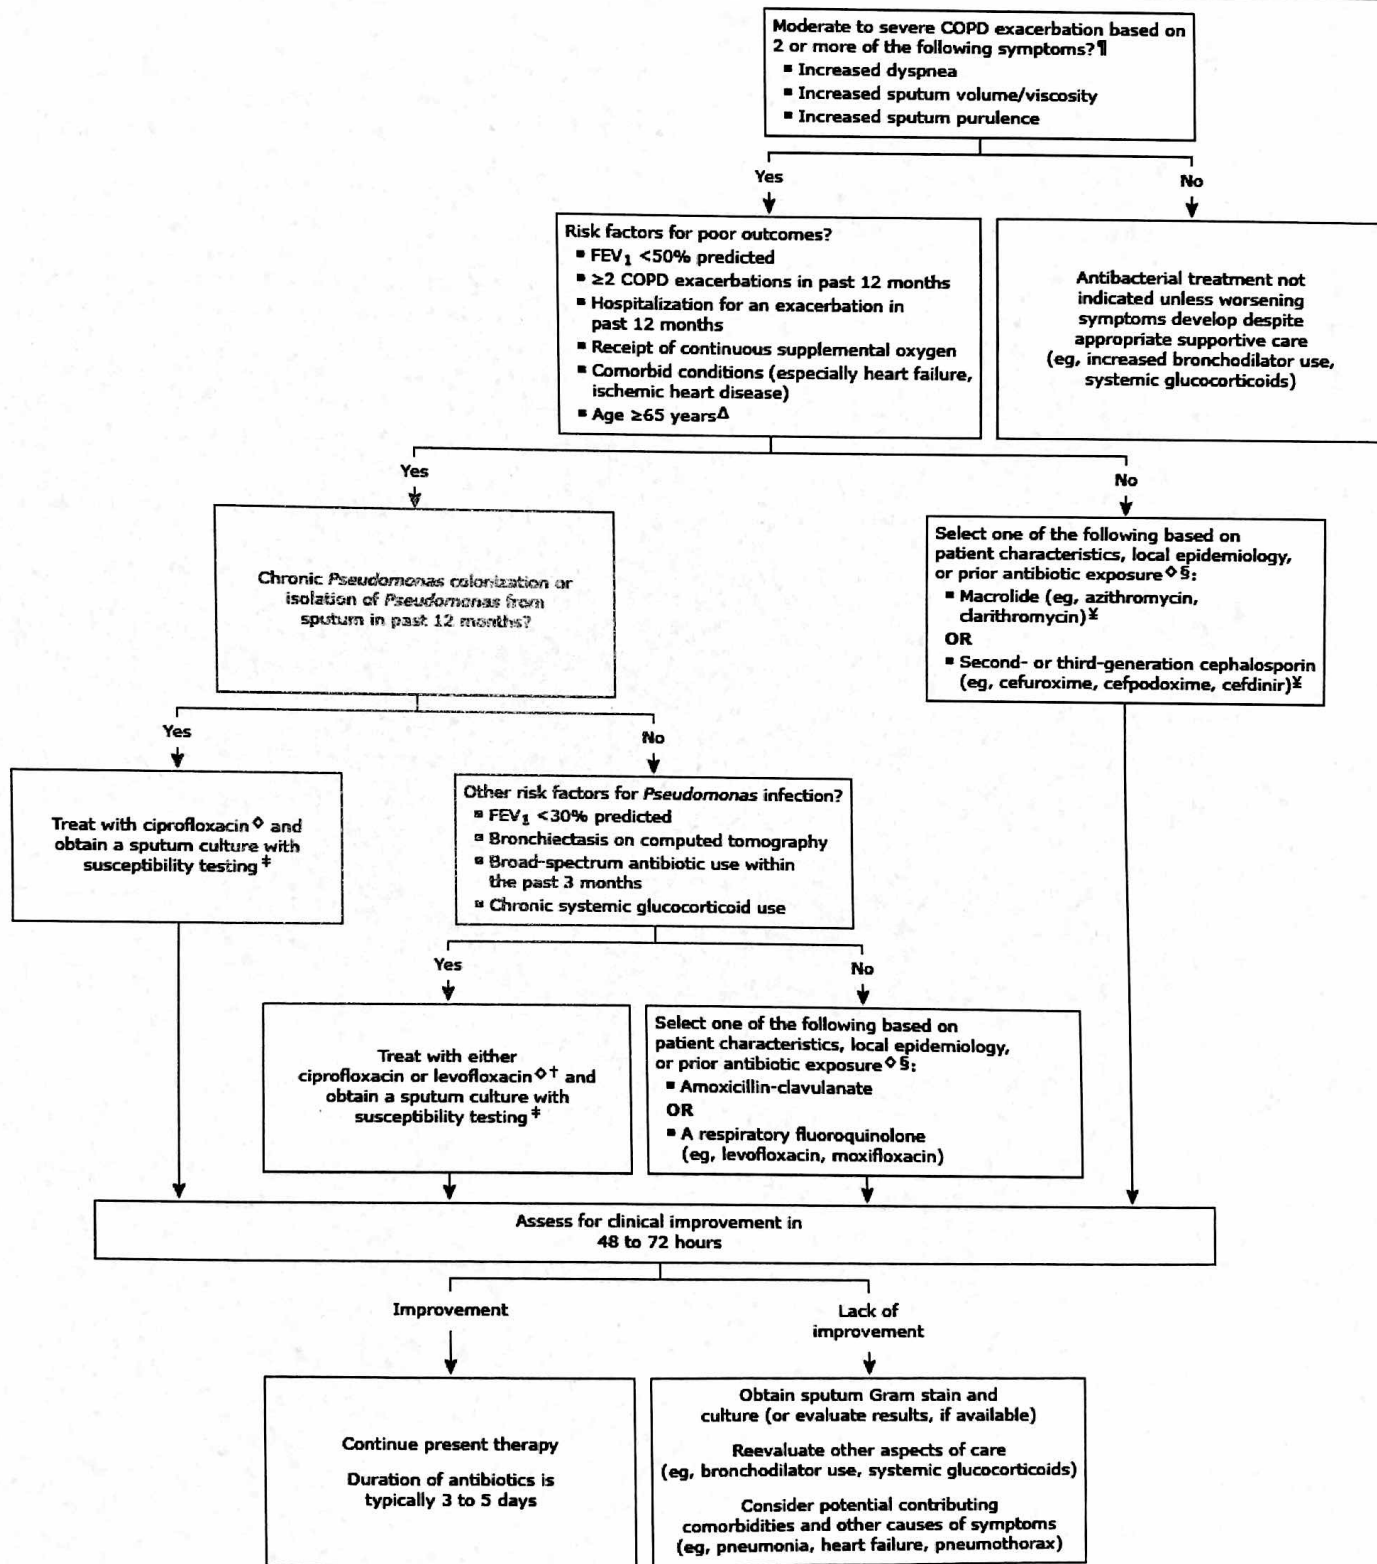 Moderate to severe COPD exacerbation based on
2 or more of the following symptoms?¶
▪ Increased dyspnea
▪ Increased sputum volume/viscosity
▪ Increased sputum purulence
Yes
No
Risk factors for poor outcomes?
▪ FEV₁ <50% predicted
▪ ≥2 COPD exacerbations in past 12 months
▪ Hospitalization for an exacerbation in
past 12 months
▪ Receipt of continuous supplemental oxygen
▪ Comorbid conditions (especially heart failure,
ischemic heart disease)
▪ Age ≥65 yearsΔ
Antibacterial treatment not
indicated unless worsening
symptoms develop despite
appropriate supportive care
(eg, increased bronchodilator use,
systemic glucocorticoids)
Yes
No
Chronic Pseudomonas colonization or
isolation of Pseudomonas from
sputum in past 12 months?
Select one of the following based on
patient characteristics, local epidemiology,
or prior antibiotic exposure◊§:
▪ Macrolide (eg, azithromycin,
clarithromycin)¥
OR
▪ Second- or third-generation cephalosporin
(eg, cefuroxime, cefpodoxime, cefdinir)¥
Yes
No
Treat with ciprofloxacin◊ and
obtain a sputum culture with
susceptibility testing‡
Other risk factors for Pseudomonas infection?
▪ FEV₁ <30% predicted
▪ Bronchiectasis on computed tomography
▪ Broad-spectrum antibiotic use within
the past 3 months
▪ Chronic systemic glucocorticoid use
Yes
No
Treat with either
ciprofloxacin or levofloxacin◊† and
obtain a sputum culture with
susceptibility testing‡
Select one of the following based on
patient characteristics, local epidemiology,
or prior antibiotic exposure◊§:
▪ Amoxicillin-clavulanate
OR
▪ A respiratory fluoroquinolone
(eg, levofloxacin, moxifloxacin)
Assess for clinical improvement in
48 to 72 hours
Improvement
Lack of
improvement
Continue present therapy
Duration of antibiotics is
typically 3 to 5 days
Obtain sputum Gram stain and
culture (or evaluate results, if available)
Reevaluate other aspects of care
(eg, bronchodilator use, systemic glucocorticoids)
Consider potential contributing
comorbidities and other causes of symptoms
(eg, pneumonia, heart failure, pneumothorax)